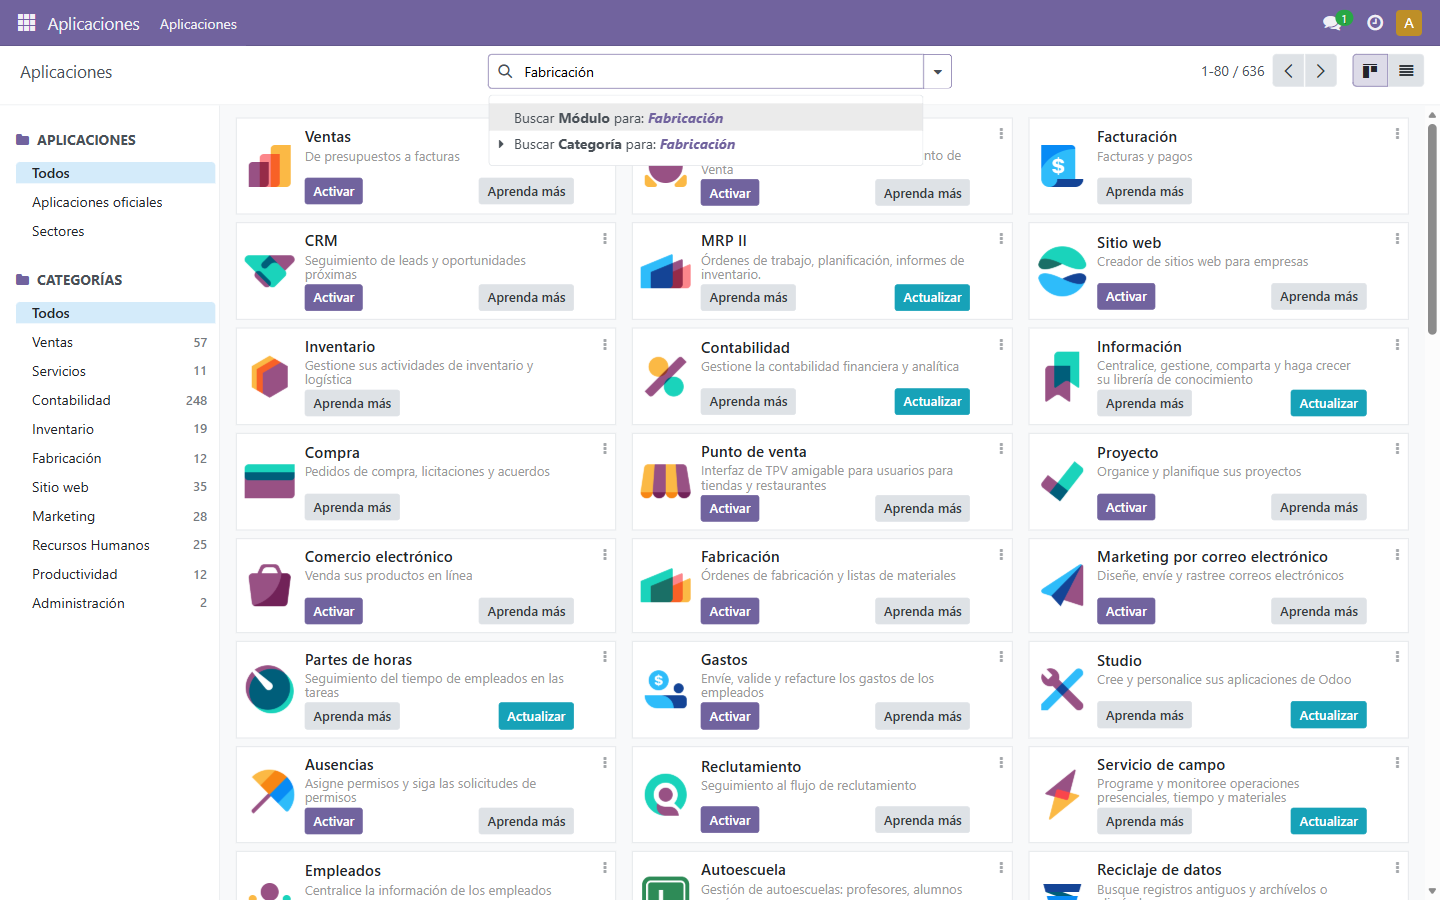 Aplicaciones
Aplicaciones
1
A
Aplicaciones
Fabricación
1-80 / 636
Buscar Módulo para: Fabricación
Buscar Categoría para: Fabricación
APLICACIONES
Todos
Aplicaciones oficiales
Sectores
CATEGORÍAS
Todos
Ventas 57
Servicios 11
Contabilidad 248
Inventario 19
Fabricación 12
Sitio web 35
Marketing 28
Recursos Humanos 25
Productividad 12
Administración 2
Ventas
De presupuestos a facturas
Activar
Aprenda más
nto de
Venta
Activar
Aprenda más
Facturación
Facturas y pagos
Aprenda más
CRM
Seguimiento de leads y oportunidades
próximas
Activar
Aprenda más
MRP II
Órdenes de trabajo, planificación, informes de
inventario.
Aprenda más
Actualizar
Sitio web
Creador de sitios web para empresas
Activar
Aprenda más
Inventario
Gestione sus actividades de inventario y
logística
Aprenda más
Contabilidad
Gestione la contabilidad financiera y analítica
Aprenda más
Actualizar
Información
Centralice, gestione, comparta y haga crecer
su librería de conocimiento
Aprenda más
Actualizar
Compra
Pedidos de compra, licitaciones y acuerdos
Aprenda más
Punto de venta
Interfaz de TPV amigable para usuarios para
tiendas y restaurantes
Activar
Aprenda más
Proyecto
Organice y planifique sus proyectos
Activar
Aprenda más
Comercio electrónico
Venda sus productos en línea
Activar
Aprenda más
Fabricación
Órdenes de fabricación y listas de materiales
Activar
Aprenda más
Marketing por correo electrónico
Diseñe, envíe y rastree correos electrónicos
Activar
Aprenda más
Partes de horas
Seguimiento del tiempo de empleados en las
tareas
Aprenda más
Actualizar
Gastos
Envíe, valide y refacture los gastos de los
empleados
Activar
Aprenda más
Studio
Cree y personalice sus aplicaciones de Odoo
Aprenda más
Actualizar
Ausencias
Asigne permisos y siga las solicitudes de
permisos
Activar
Aprenda más
Reclutamiento
Seguimiento al flujo de reclutamiento
Activar
Aprenda más
Servicio de campo
Programe y monitoree operaciones
presenciales, tiempo y materiales
Aprenda más
Actualizar
Empleados
Centralice la información de los empleados
Autoescuela
Gestión de autoescuelas: profesores, alumnos
Reciclaje de datos
Busque registros antiguos y archívelos o